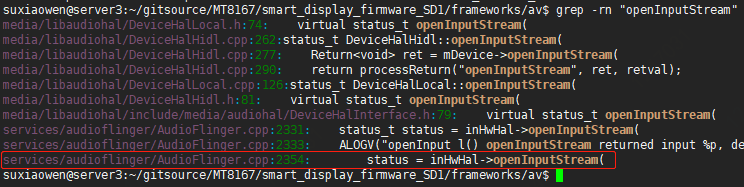 suxiaowen@server3:~/gitsource/MT8167/smart_display_firmware_SD1/frameworks/av$ grep -rn "openInputStream"
media/libaudiohal/DeviceHalLocal.h:74:    virtual status_t openInputStream(
media/libaudiohal/DeviceHalHidl.cpp:262:status_t DeviceHalHidl::openInputStream(
media/libaudiohal/DeviceHalHidl.cpp:277:    Return<void> ret = mDevice->openInputStream(
media/libaudiohal/DeviceHalHidl.cpp:290:    return processReturn("openInputStream", ret, retval);
media/libaudiohal/DeviceHalLocal.cpp:126:status_t DeviceHalLocal::openInputStream(
media/libaudiohal/DeviceHalHidl.h:81:    virtual status_t openInputStream(
media/libaudiohal/include/media/audiohal/DeviceHalInterface.h:79:    virtual status_t openInputStream(
services/audioflinger/AudioFlinger.cpp:2331:    status_t status = inHwHal->openInputStream(
services/audioflinger/AudioFlinger.cpp:2333:    ALOGV("openInput_l() openInputStream returned input %p, de
services/audioflinger/AudioFlinger.cpp:2354:        status = inHwHal->openInputStream(
suxiaowen@server3:~/gitsource/MT8167/smart_display_firmware_SD1/frameworks/av$